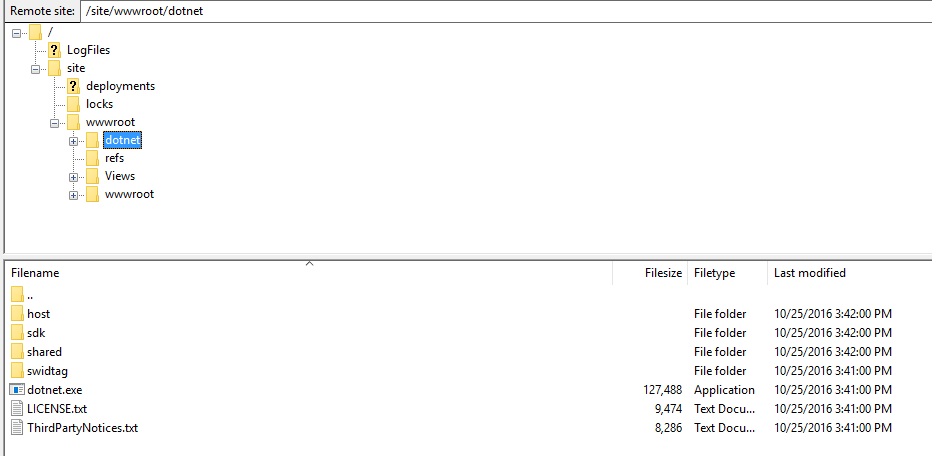 Remote site: /site/wwwroot/dotnet
/
? LogFiles
site
? deployments
locks
wwwroot
dotnet
refs
Views
wwwroot
Filename Filesize Filetype Last modified
..
host File folder 10/25/2016 3:42:00 PM
sdk File folder 10/25/2016 3:42:00 PM
shared File folder 10/25/2016 3:42:00 PM
swidtag File folder 10/25/2016 3:41:00 PM
dotnet.exe 127,488 Application 10/25/2016 3:41:00 PM
LICENSE.txt 9,474 Text Docu... 10/25/2016 3:41:00 PM
ThirdPartyNotices.txt 8,286 Text Docu... 10/25/2016 3:41:00 PM